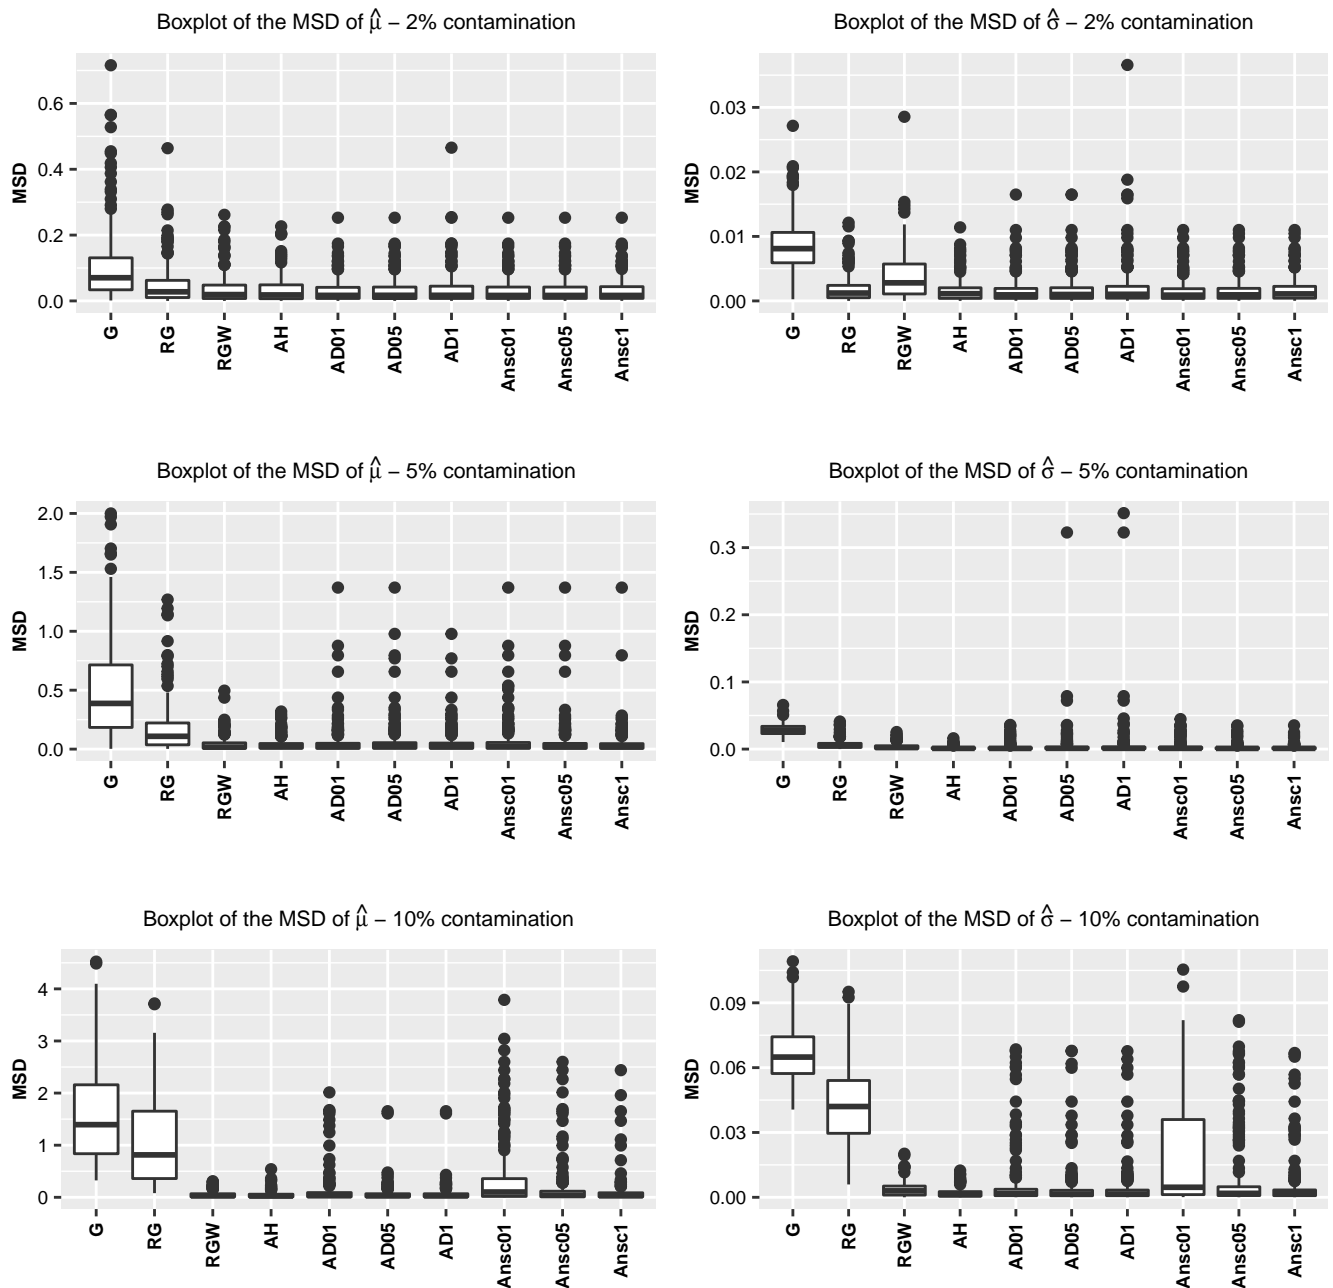 Boxplot of the MSD of μ̂ – 2% contamination
MSD
0.6
0.4
0.2
0.0
G RG RGW AH AD01 AD05 AD1 Ansc01 Ansc05 Ansc1
Boxplot of the MSD of σ̂ – 2% contamination
MSD
0.03
0.02
0.01
0.00
G RG RGW AH AD01 AD05 AD1 Ansc01 Ansc05 Ansc1
Boxplot of the MSD of μ̂ – 5% contamination
MSD
2.0
1.5
1.0
0.5
0.0
G RG RGW AH AD01 AD05 AD1 Ansc01 Ansc05 Ansc1
Boxplot of the MSD of σ̂ – 5% contamination
MSD
0.3
0.2
0.1
0.0
G RG RGW AH AD01 AD05 AD1 Ansc01 Ansc05 Ansc1
Boxplot of the MSD of μ̂ – 10% contamination
MSD
4
3
2
1
0
G RG RGW AH AD01 AD05 AD1 Ansc01 Ansc05 Ansc1
Boxplot of the MSD of σ̂ – 10% contamination
MSD
0.09
0.06
0.03
0.00
G RG RGW AH AD01 AD05 AD1 Ansc01 Ansc05 Ansc1